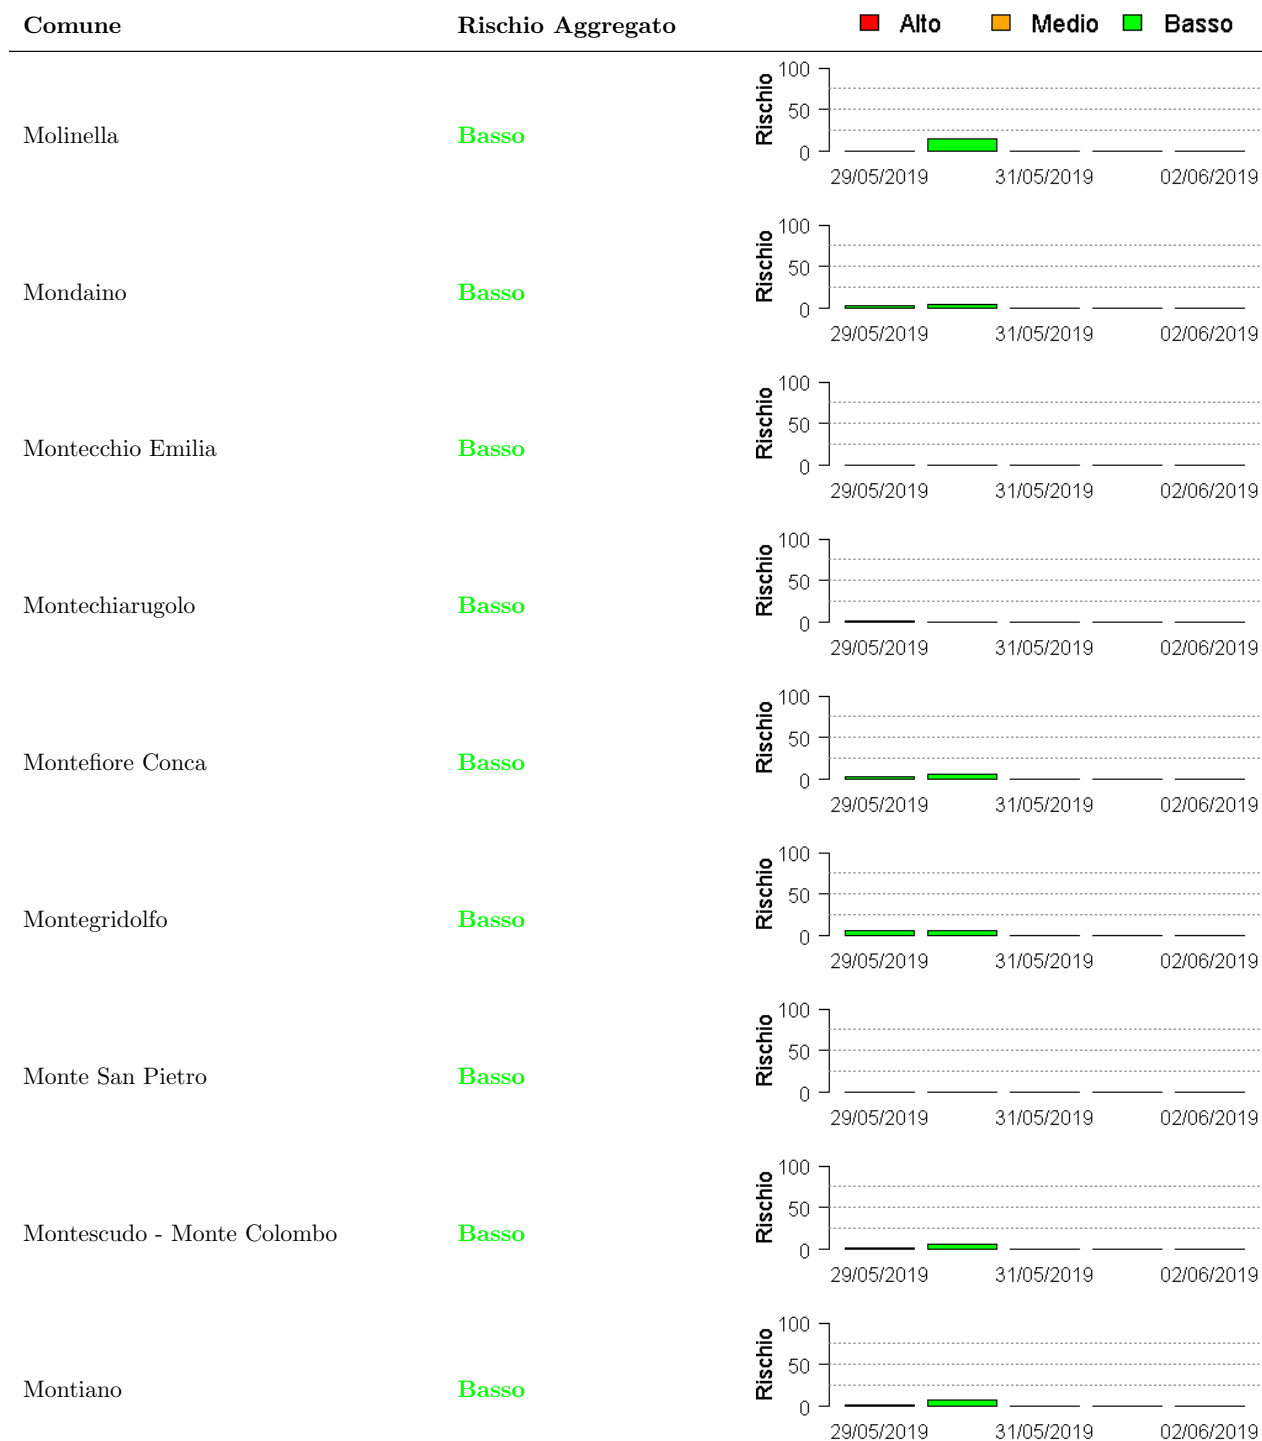 Comune Rischio Aggregato Alto Medio Basso
Molinella Basso
Rischio
100
50
0
29/05/2019 31/05/2019 02/06/2019
Mondaino Basso
Rischio
100
50
0
29/05/2019 31/05/2019 02/06/2019
Montecchio Emilia Basso
Rischio
100
50
0
29/05/2019 31/05/2019 02/06/2019
Montechiarugolo Basso
Rischio
100
50
0
29/05/2019 31/05/2019 02/06/2019
Montefiore Conca Basso
Rischio
100
50
0
29/05/2019 31/05/2019 02/06/2019
Montegridolfo Basso
Rischio
100
50
0
29/05/2019 31/05/2019 02/06/2019
Monte San Pietro Basso
Rischio
100
50
0
29/05/2019 31/05/2019 02/06/2019
Montescudo - Monte Colombo Basso
Rischio
100
50
0
29/05/2019 31/05/2019 02/06/2019
Montiano Basso
Rischio
100
50
0
29/05/2019 31/05/2019 02/06/2019